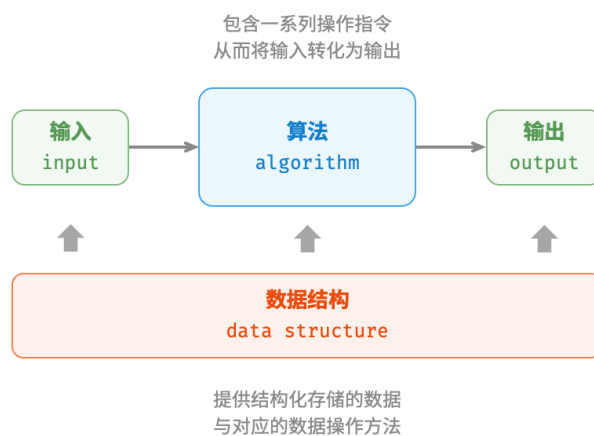 包含一系列操作指令
从而将输入转化为输出
输入
input
算法
algorithm
输出
output
数据结构
data structure
提供结构化存储的数据
与对应的数据操作方法